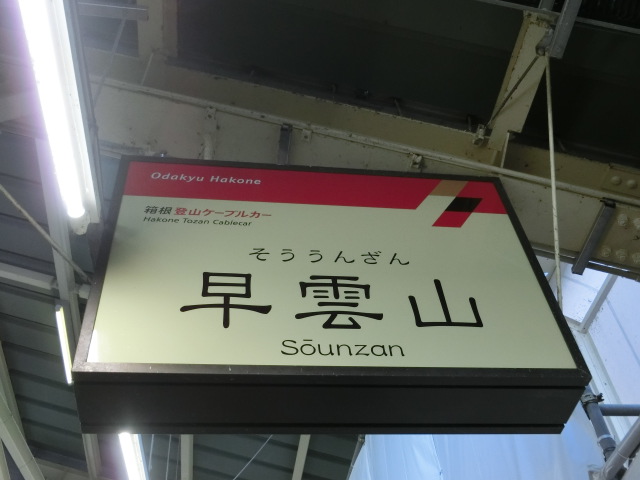 Odakyu Hakone
箱根登山ケーブルカー
Hakone Tozan Cablecar
そううんざん
早雲山
Sōunzan